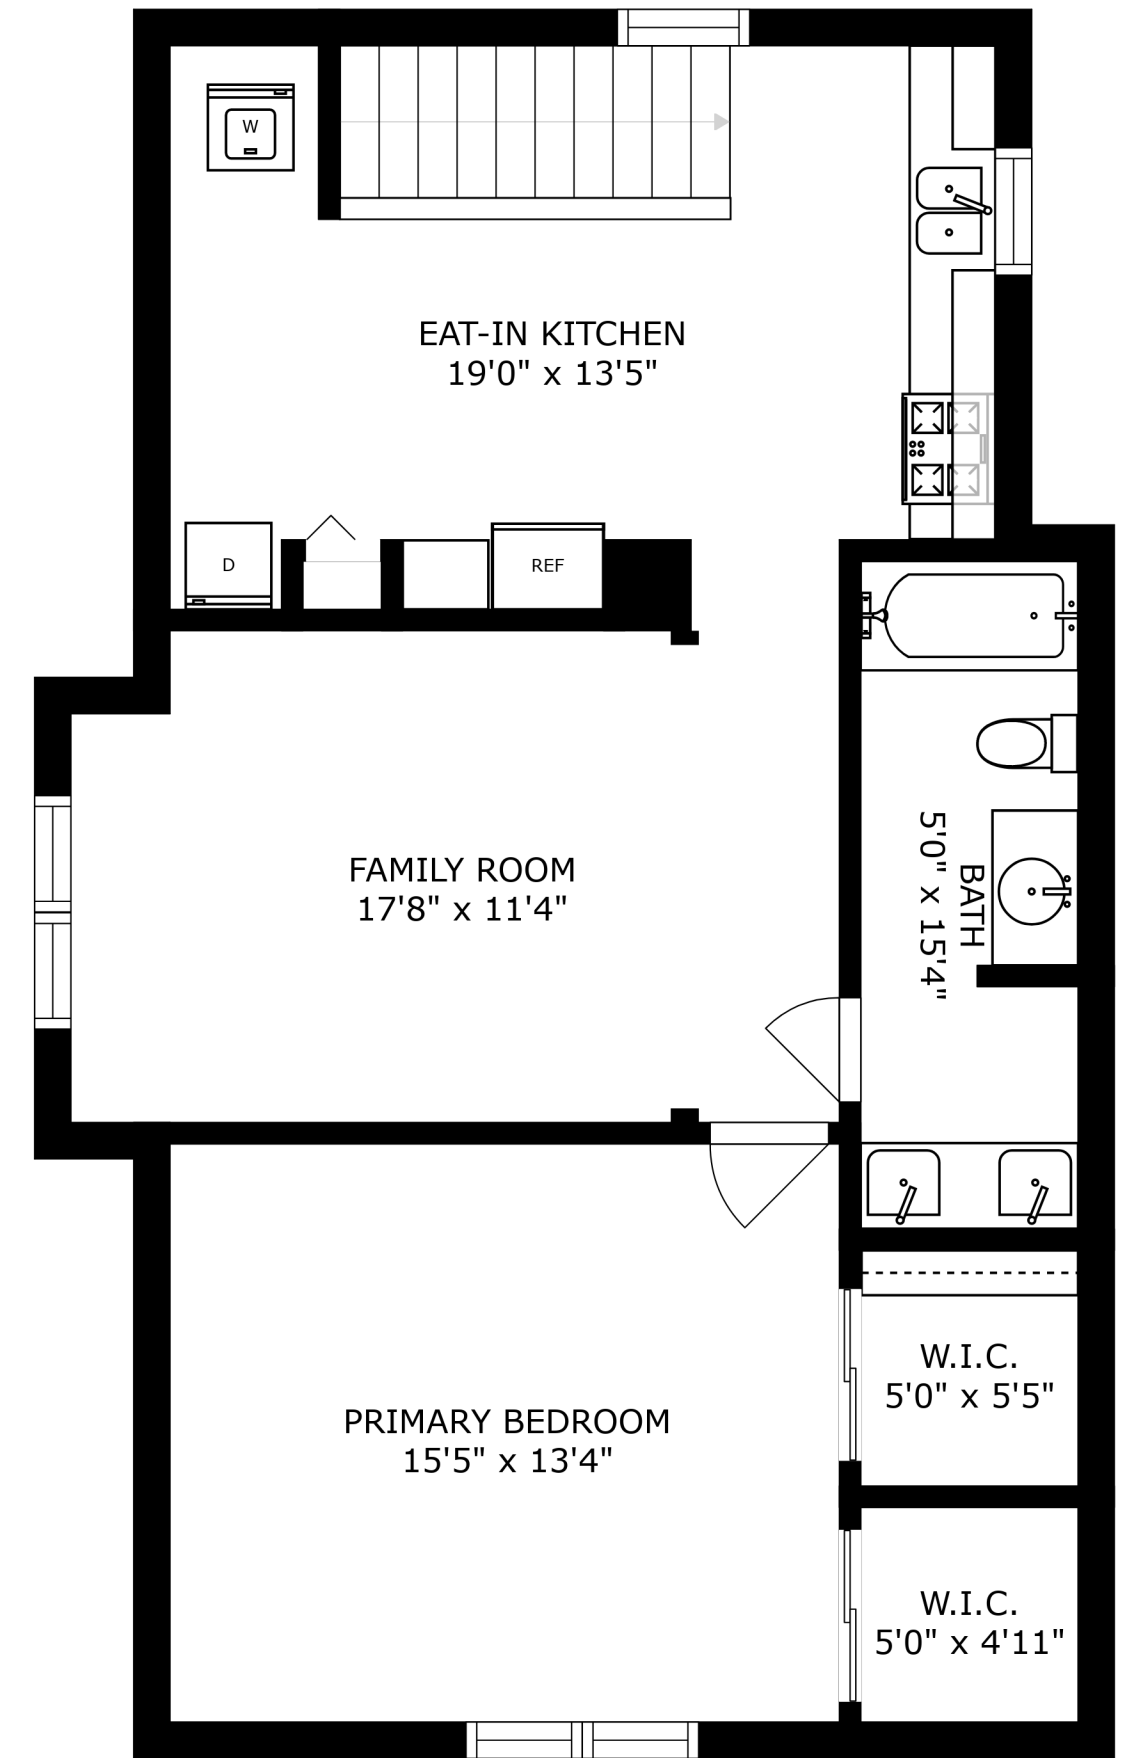 W
EAT-IN KITCHEN
19'0" x 13'5"
D
REF
FAMILY ROOM
17'8" x 11'4"
BATH
5'0" x 15'4"
W.I.C.
5'0" x 5'5"
PRIMARY BEDROOM
15'5" x 13'4"
W.I.C.
5'0" x 4'11"